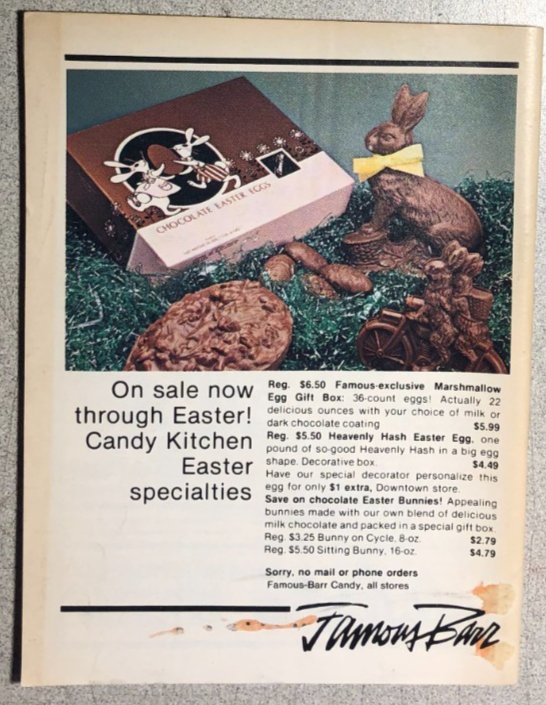 CHOCOLATE EASTER EGGS
On sale now
through Easter!
Candy Kitchen
Easter
specialties
Reg. $6.50 Famous-exclusive Marshmallow
Egg Gift Box: 36-count eggs! Actually 22
delicious ounces with your choice of milk or
dark chocolate coating $5.99
Reg. $5.50 Heavenly Hash Easter Egg, one
pound of so-good Heavenly Hash in a big egg
shape. Decorative box. $4.49
Have our special decorator personalize this
egg for only $1 extra, Downtown store.
Save on chocolate Easter Bunnies! Appealing
bunnies made with our own blend of delicious
milk chocolate and packed in a special gift box.
Reg. $3.25 Bunny on Cycle, 8-oz. $2.79
Reg. $5.50 Sitting Bunny, 16-oz. $4.79
Sorry, no mail or phone orders
Famous-Barr Candy, all stores
Famous Barr